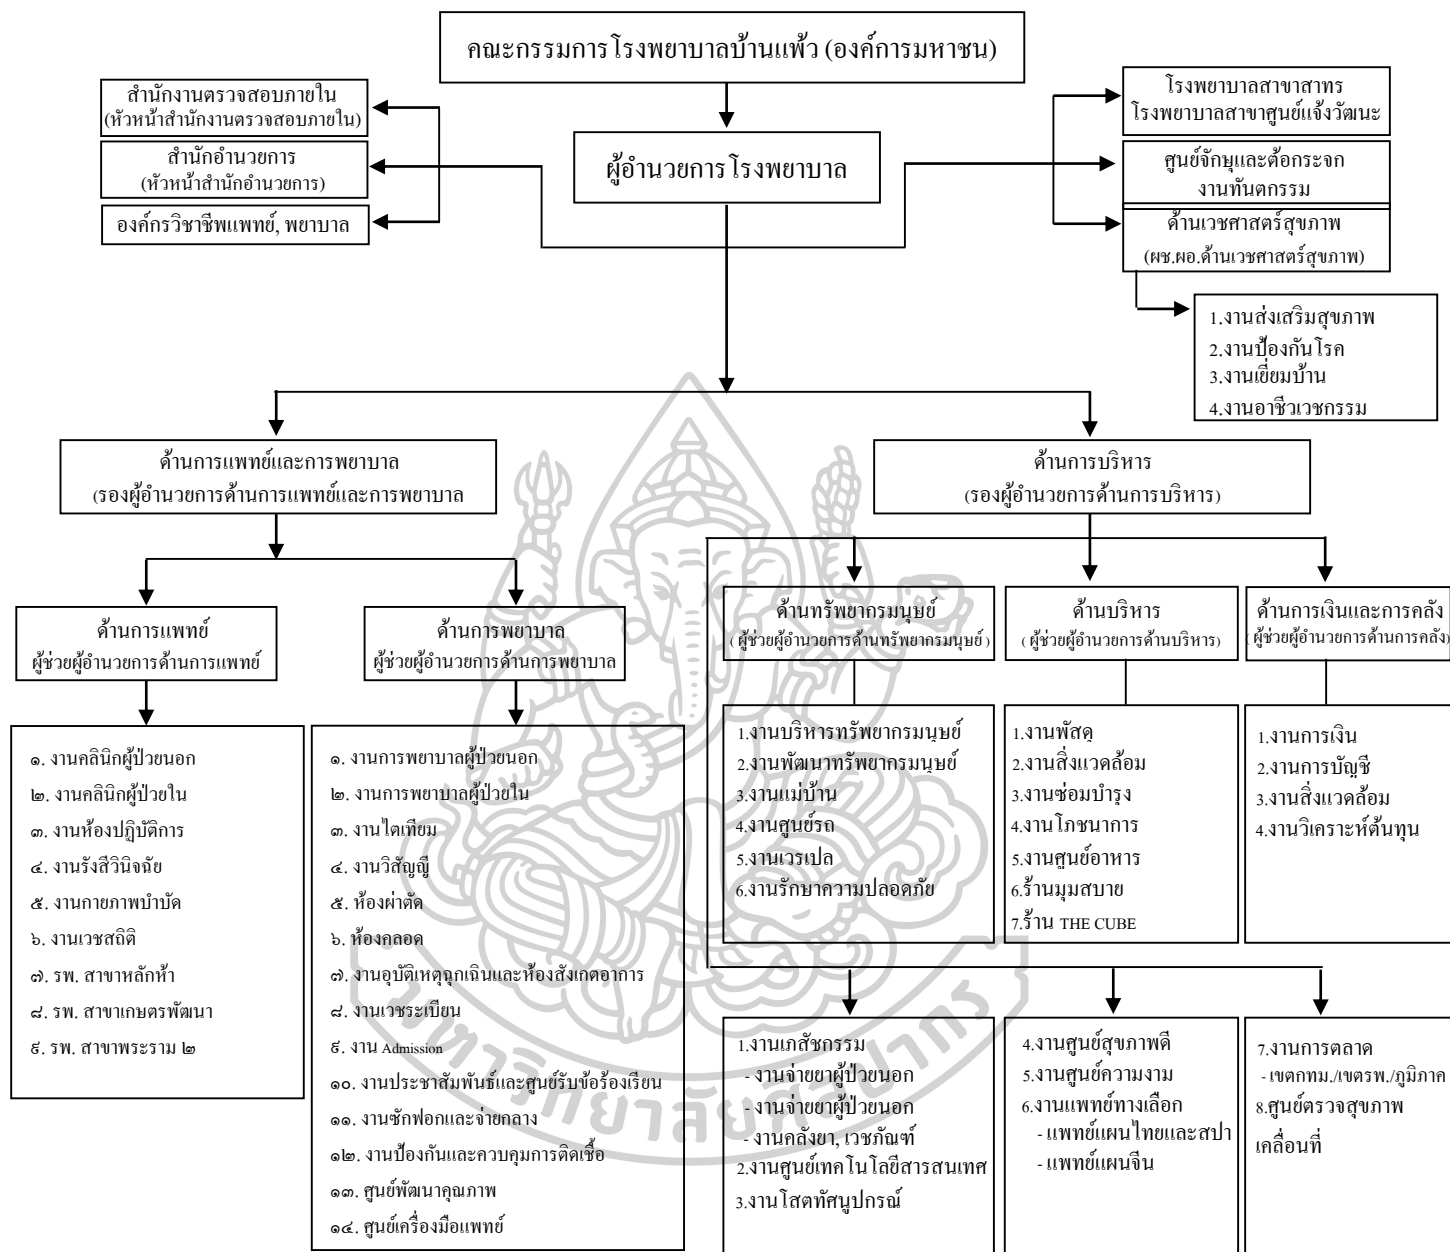 คณะกรรมการโรงพยาบาลบ้านแพ้ว (องค์การมหาชน)
สำนักงานตรวจสอบภายใน
(หัวหน้าสำนักงานตรวจสอบภายใน)
สำนักอำนวยการ
(หัวหน้าสำนักอำนวยการ)
องค์กรวิชาชีพแพทย์, พยาบาล
ผู้อำนวยการโรงพยาบาล
โรงพยาบาลสาขาสาทร
โรงพยาบาลสาขาศูนย์แจ้งวัฒนะ
ศูนย์จักษุและต้อกระจก
งานทันตกรรม
ด้านเวชศาสตร์สุขภาพ
(ผช.ผอ.ด้านเวชศาสตร์สุขภาพ)
1.งานส่งเสริมสุขภาพ
2.งานป้องกันโรค
3.งานเยี่ยมบ้าน
4.งานอาชีวเวชกรรม
ด้านการแพทย์และการพยาบาล
(รองผู้อำนวยการด้านการแพทย์และการพยาบาล
ด้านการบริหาร
(รองผู้อำนวยการด้านการบริหาร)
ด้านการแพทย์
ผู้ช่วยผู้อำนวยการด้านการแพทย์
ด้านการพยาบาล
ผู้ช่วยผู้อำนวยการด้านการพยาบาล
ด้านทรัพยากรมนุษย์
( ผู้ช่วยผู้อำนวยการด้านทรัพยากรมนุษย์ )
ด้านบริหาร
( ผู้ช่วยผู้อำนวยการด้านบริหาร)
ด้านการเงินและการคลัง
( ผู้ช่วยผู้อำนวยการด้านการคลัง)
๑. งานคลินิกผู้ป่วยนอก
๒. งานคลินิกผู้ป่วยใน
๓. งานห้องปฏิบัติการ
๔. งานรังสีวินิจฉัย
๕. งานกายภาพบำบัด
๖. งานเวชสถิติ
๗. รพ. สาขาหลักห้า
๘. รพ. สาขาเกษตรพัฒนา
๙. รพ. สาขาพระราม ๒
๑. งานการพยาบาลผู้ป่วยนอก
๒. งานการพยาบาลผู้ป่วยใน
๓. งานไตเทียม
๔. งานวิสัญญี
๕. ห้องผ่าตัด
๖. ห้องคลอด
๗. งานอุบัติเหตุฉุกเฉินและห้องสังเกตอาการ
๘. งานเวชระเบียน
๙. งาน Admission
๑๐. งานประชาสัมพันธ์และศูนย์รับข้อร้องเรียน
๑๑. งานซักฟอกและจ่ายกลาง
๑๒. งานป้องกันและควบคุมการติดเชื้อ
๑๓. ศูนย์พัฒนาคุณภาพ
๑๔. ศูนย์เครื่องมือแพทย์
1.งานบริหารทรัพยากรมนุษย์
2.งานพัฒนาทรัพยากรมนุษย์
3.งานแม่บ้าน
4.งานศูนย์รถ
5.งานเวรเปล
6.งานรักษาความปลอดภัย
1.งานพัสดุ
2.งานสิ่งแวดล้อม
3.งานซ่อมบำรุง
4.งานโภชนาการ
5.งานศูนย์อาหาร
6.ร้านมุมสบาย
7.ร้าน THE CUBE
1.งานการเงิน
2.งานการบัญชี
3.งานสิ่งแวดล้อม
4.งานวิเคราะห์ต้นทุน
1.งานเภสัชกรรม
- งานจ่ายยาผู้ป่วยนอก
- งานจ่ายยาผู้ป่วยนอก
- งานคลังยา, เวชภัณฑ์
2.งานศูนย์เทคโนโลยีสารสนเทศ
3.งานโสตทัศนูปกรณ์
4.งานศูนย์สุขภาพดี
5.งานศูนย์ความงาม
6.งานแพทย์ทางเลือก
- แพทย์แผนไทยและสปา
- แพทย์แผนจีน
7.งานการตลาด
- เขตกทม./เขตรพ./ภูมิภาค
8.ศูนย์ตรวจสุขภาพ
เคลื่อนที่
มหาวิทยาลัยศิลปากร